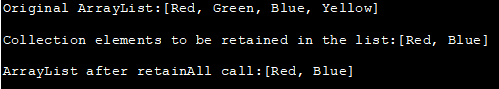 Original ArrayList:[Red, Green, Blue, Yellow]
Collection elements to be retained in the list:[Red, Blue]
ArrayList after retainAll call:[Red, Blue]